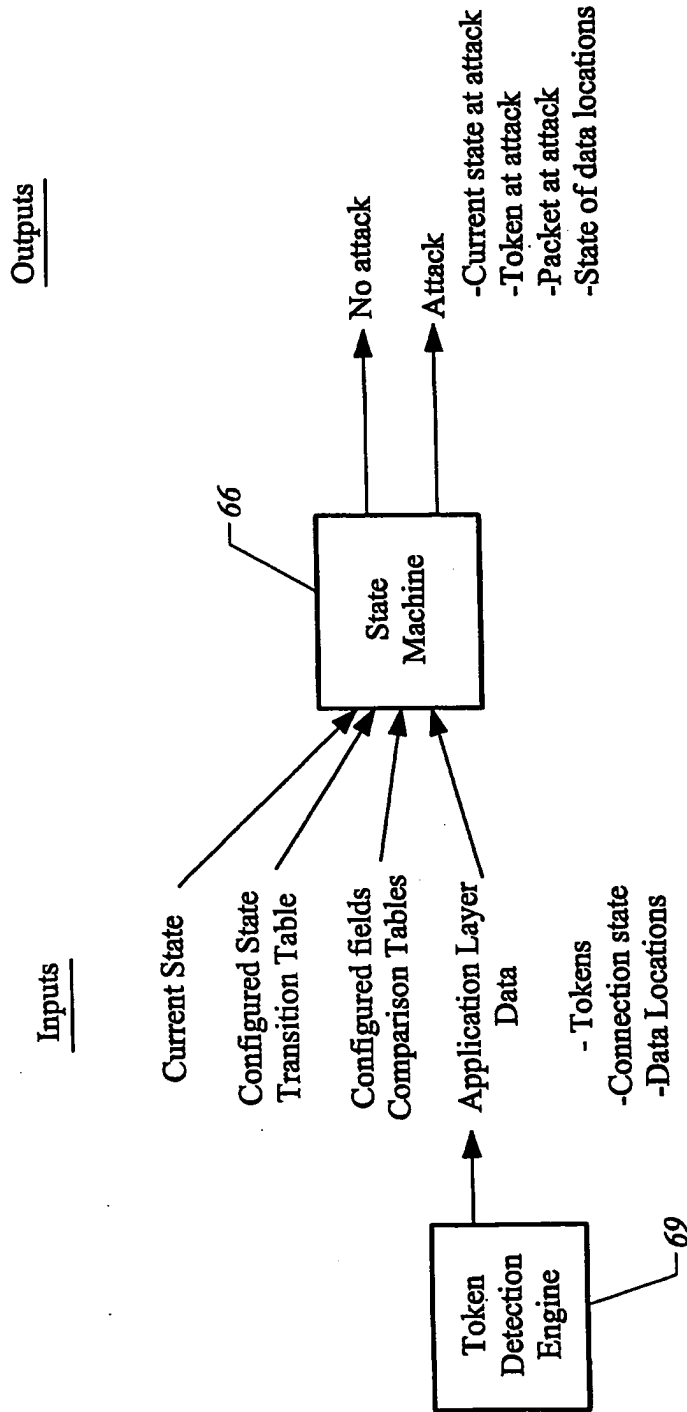 Inputs
Outputs
Current State
Configured State
Transition Table
Configured fields
Comparison Tables
Application Layer
Data
- Tokens
-Connection state
-Data Locations
Token
Detection
Engine
69
State
Machine
66
No attack
Attack
-Current state at attack
-Token at attack
-Packet at attack
-State of data locations